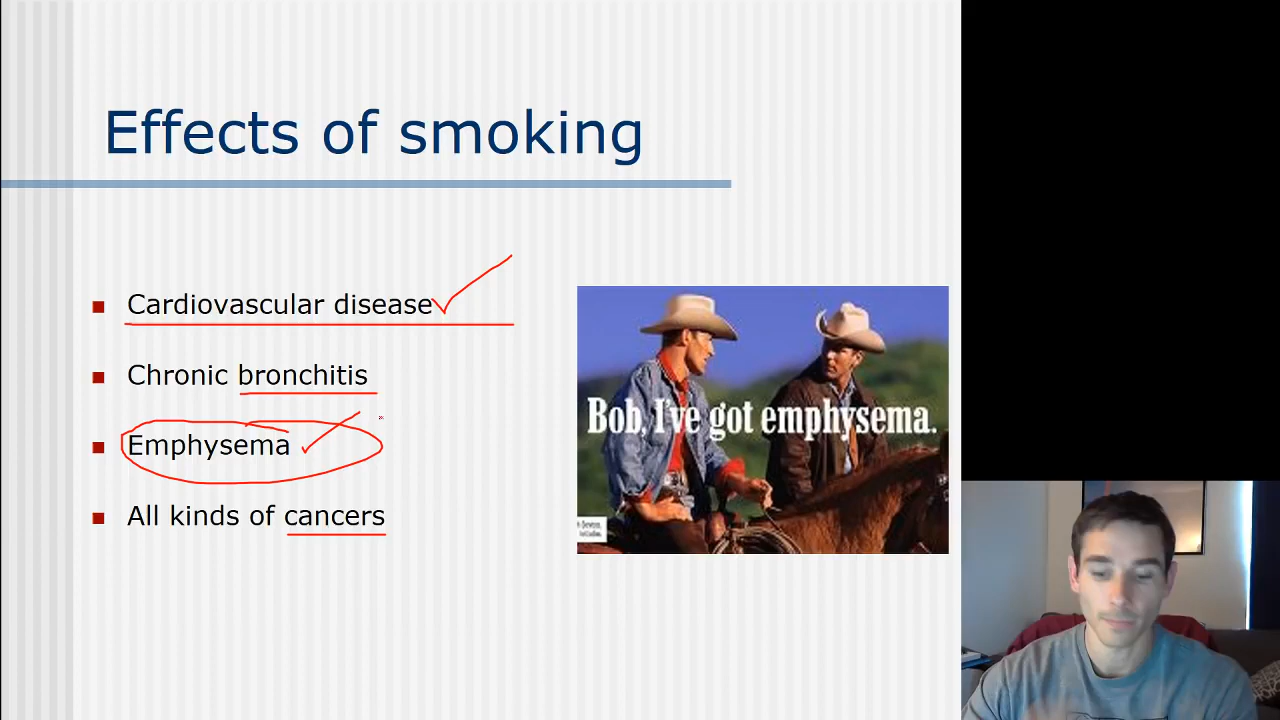 Effects of smoking
Cardiovascular disease
Chronic bronchitis
Emphysema
All kinds of cancers
Bob, I've got emphysema.